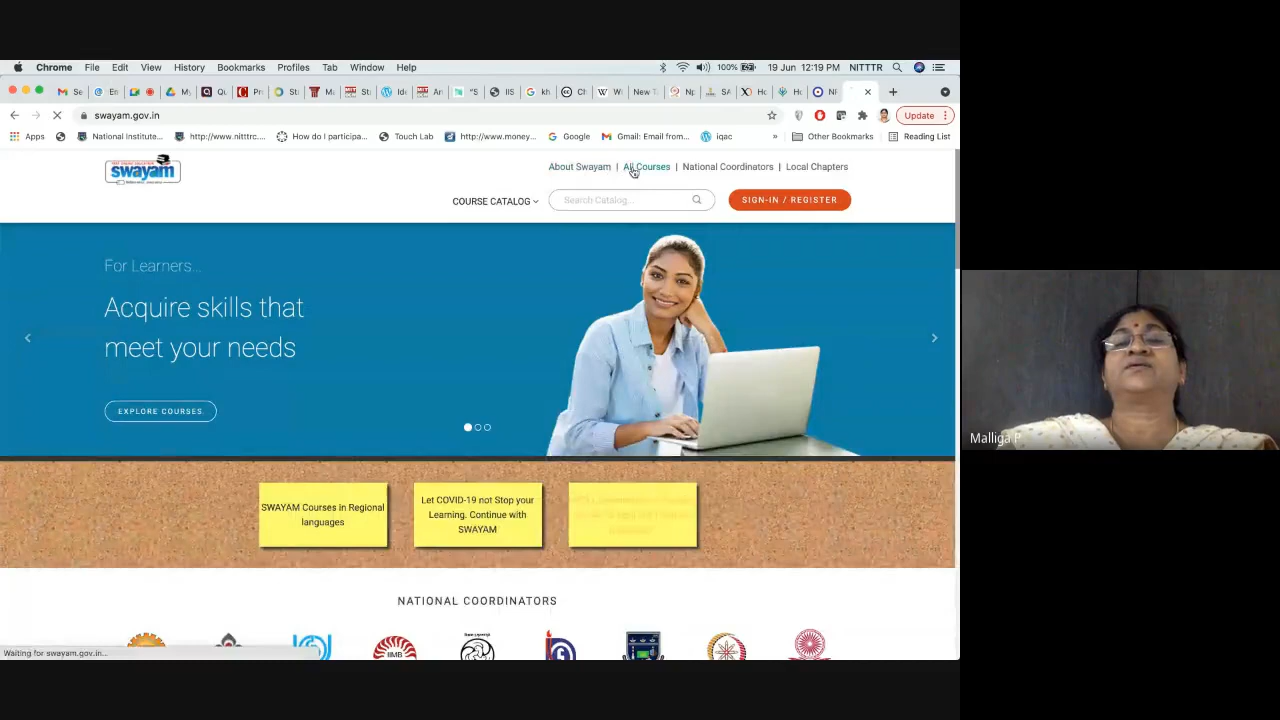 Chrome File Edit View History Bookmarks Profiles Tab Window Help 100% 19 Jun 12:19 PM NITTTR
swayam.gov.in Update
Apps National Institute... http://www.nitttrc.... How do I participa... Touch Lab http://www.money... Google Gmail: Email from... iqac » Other Bookmarks Reading List
swayam
About Swayam | All Courses | National Coordinators | Local Chapters
COURSE CATALOG Search Catalog... SIGN-IN / REGISTER
For Learners...
Acquire skills that
meet your needs
EXPLORE COURSES
SWAYAM Courses in Regional
languages
Let COVID-19 not Stop your
Learning. Continue with
SWAYAM
NATIONAL COORDINATORS
IIMB
Waiting for swayam.gov.in...
Malliga P